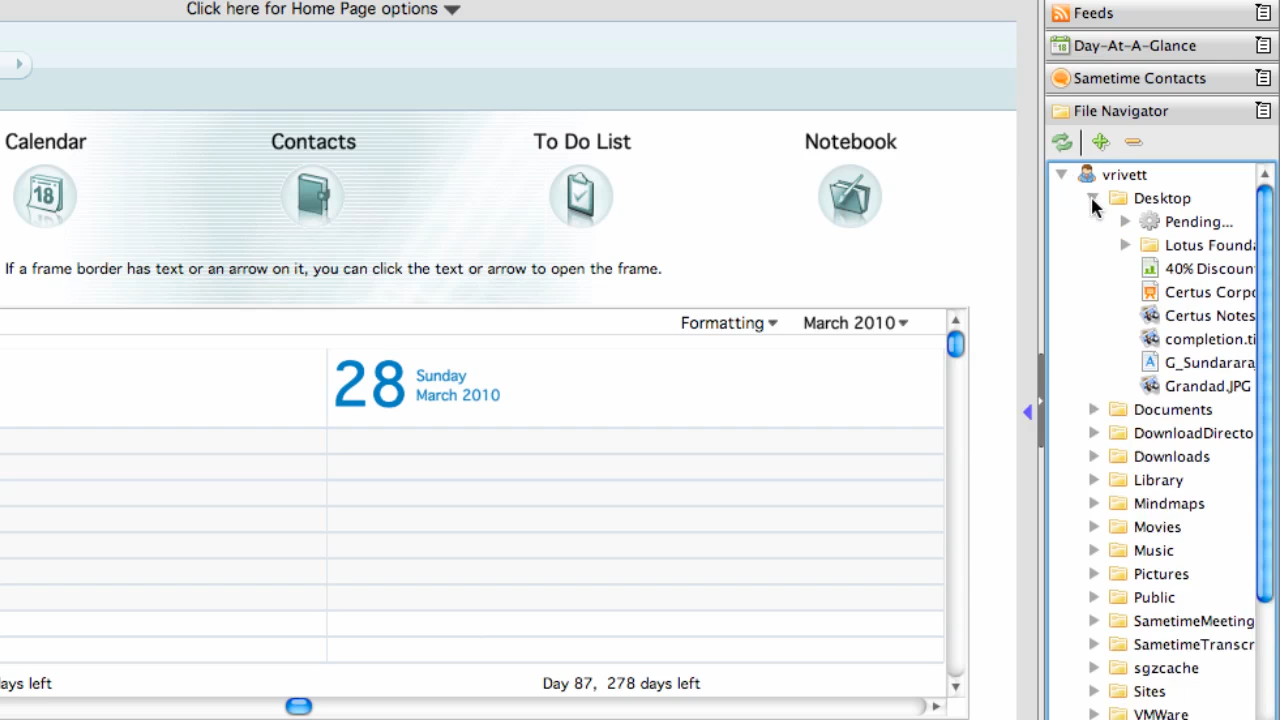 Click here for Home Page options
Calendar
Contacts
To Do List
Notebook
18
If a frame border has text or an arrow on it, you can click the text or arrow to open the frame.
Formatting
March 2010
28
Sunday
March 2010
ays left
Day 87, 278 days left
Feeds
Day-At-A-Glance
Sametime Contacts
File Navigator
vrivett
Desktop
Pending...
Lotus Founda
40% Discoun
Certus Corpo
Certus Notes
completion.ti
G_Sundarara
Grandad.JPG
Documents
DownloadDirecto
Downloads
Library
Mindmaps
Movies
Music
Pictures
Public
SametimeMeeting
SametimeTranscr
sgzcache
Sites
VMWare